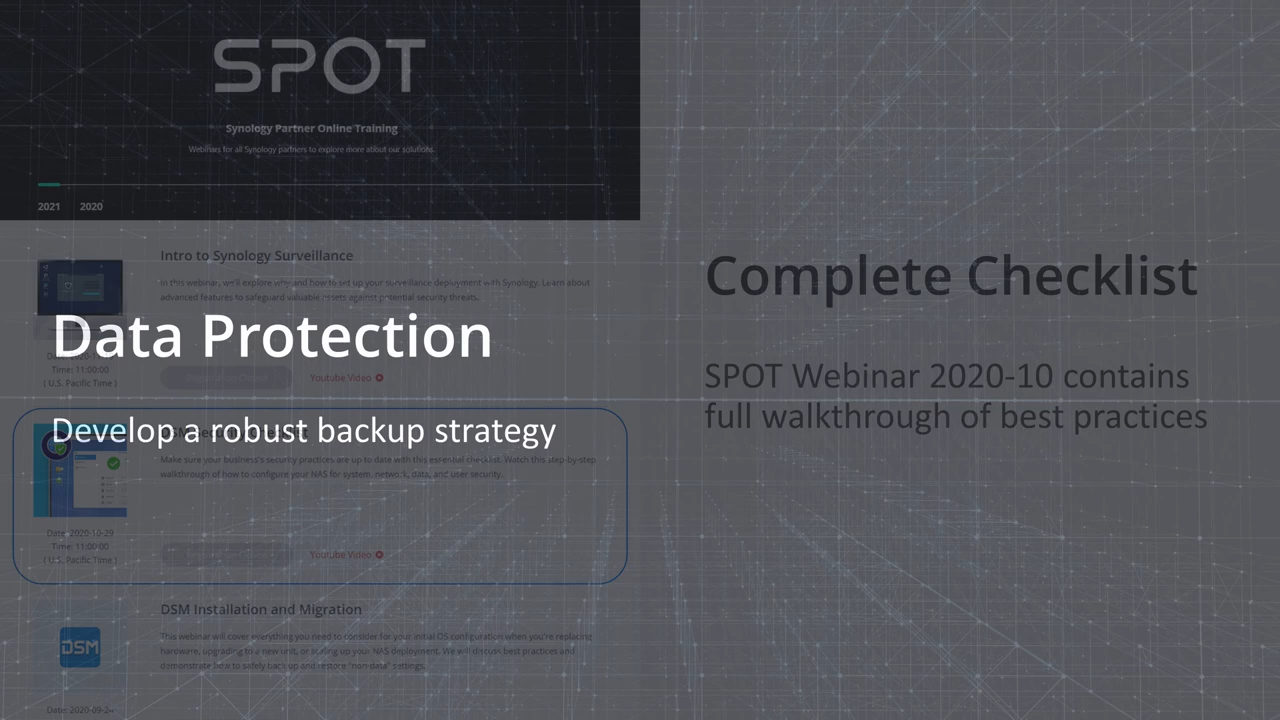 SPOT
Synology Partner Online Training
Webinars for all Synology partners to explore more about our solutions.
2021 2020
Intro to Synology Surveillance
In this webinar, we'll explore why and how to set up your surveillance deployment with Synology. Learn about
advanced features to safeguard valuable assets against potential security threats.
Data Protection
Time: 11:00:00
( U.S. Pacific Time )
Youtube Video
Develop a robust backup strategy
Make sure your business's security practices are up to date with this essential checklist. Watch this step-by-step
walkthrough of how to configure your NAS for system, network, data, and user security.
Date: 2020-10-29
Time: 11:00:00
( U.S. Pacific Time )
Youtube Video
DSM Installation and Migration
This webinar will cover everything you need to consider for your initial OS configuration when you're replacing
hardware, upgrading to a new unit, or scaling up your NAS deployment. We will discuss best practices and
demonstrate how to safely back up and restore "non-data" settings.
DSM
Complete Checklist
SPOT Webinar 2020-10 contains
full walkthrough of best practices